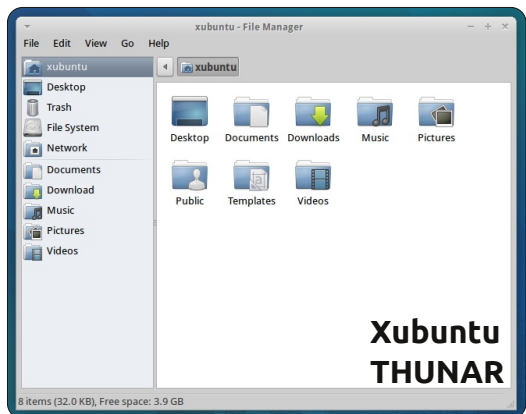 xubuntu - File Manager
File Edit View Go Help
xubuntu
Desktop
Trash
File System
Network
Documents
Download
Music
Pictures
Videos
xubuntu
Desktop Documents Downloads Music Pictures
Public Templates Videos
Xubuntu
THUNAR
8 items (32.0 KB), Free space: 3.9 GB